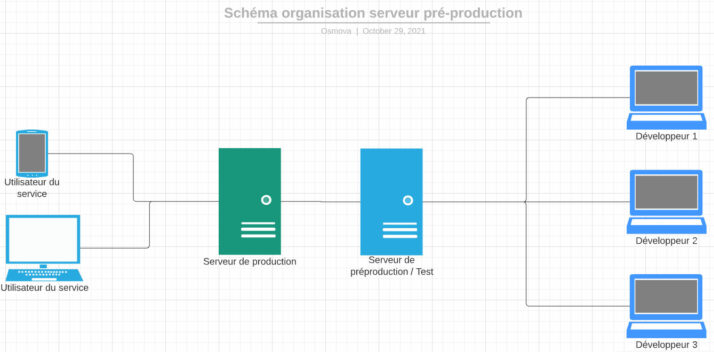 Schéma organisation serveur pré-production
Osmova | October 29, 2021
Utilisateur du
service
Utilisateur du service
Serveur de production
Serveur de
préproduction / Test
Développeur 1
Développeur 2
Développeur 3